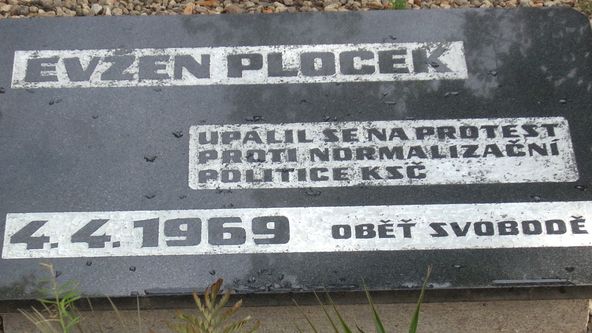 EVŽEN PLOCEK
UPÁLIL SE NA PROTEST
PROTI NORMALIZAČNÍ
POLITICE KSČ
4. 4. 1969 OBĚŤ SVOBODĚ